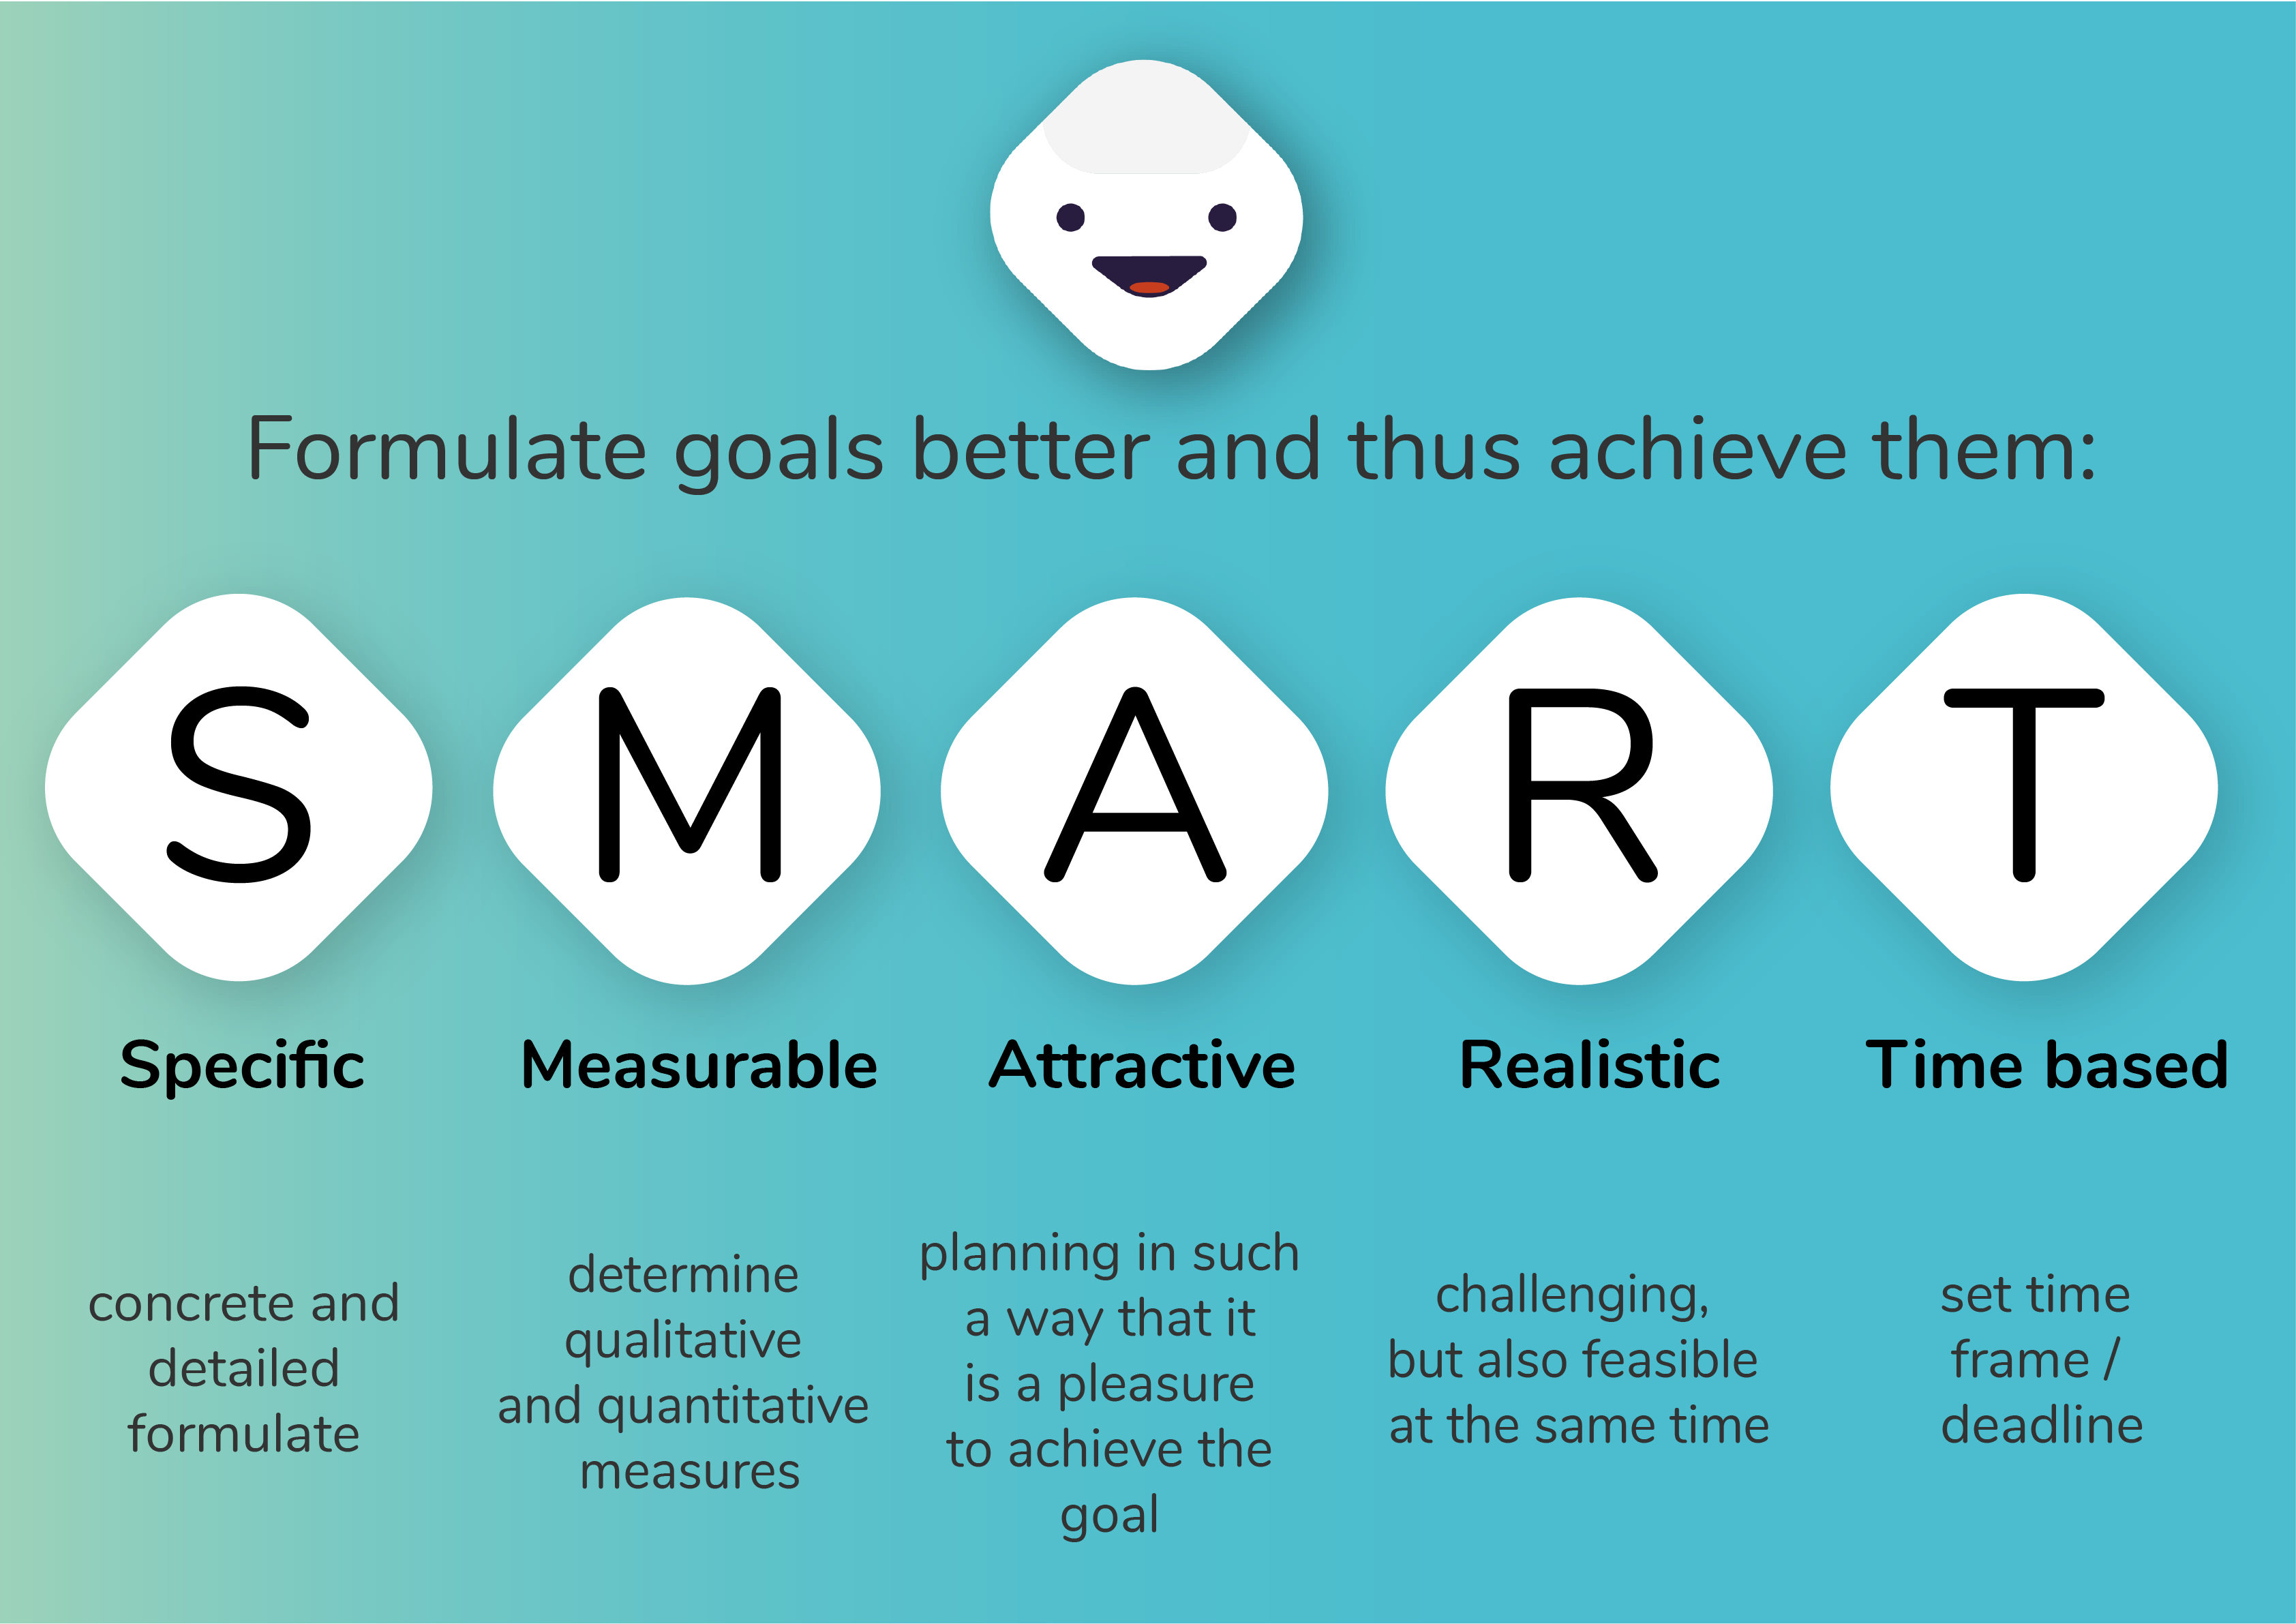 Formulate goals better and thus achieve them:
S
M
A
R
T
Specific
Measurable
Attractive
Realistic
Time based
concrete and
detailed
formulate
determine
qualitative
and quantitative
measures
planning in such
a way that it
is a pleasure
to achieve the
goal
challenging,
but also feasible
at the same time
set time
frame /
deadline